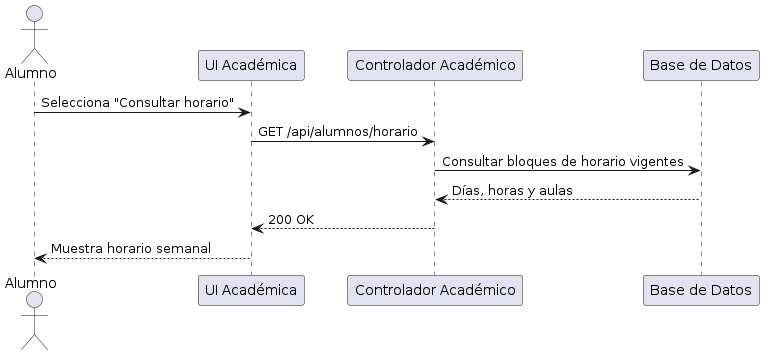 Alumno
UI Académica
Controlador Académico
Base de Datos
Selecciona "Consultar horario"
GET /api/alumnos/horario
Consultar bloques de horario vigentes
Días, horas y aulas
200 OK
Muestra horario semanal
Alumno
UI Académica
Controlador Académico
Base de Datos